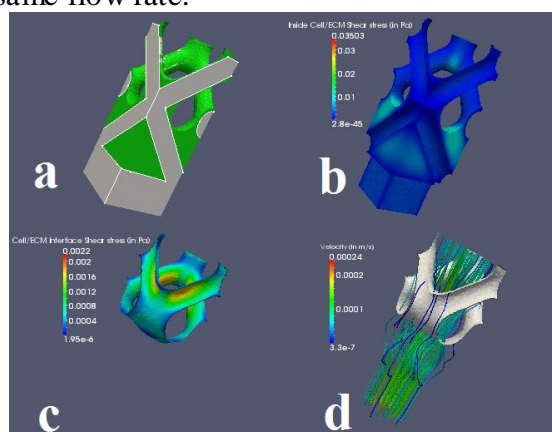 same flow rate.
Inside Cell/ECM Shear stress (in Pa)
0.03503
0.03
0.02
0.01
2.8e-45
a
b
Cell/ECM interface Shear stress (in Pa)
0.0022
0.002
0.0016
0.0012
0.0008
0.0004
1.95e-6
c
Velocity (in m/s)
0.00024
0.0002
0.0001
3.3e-7
d